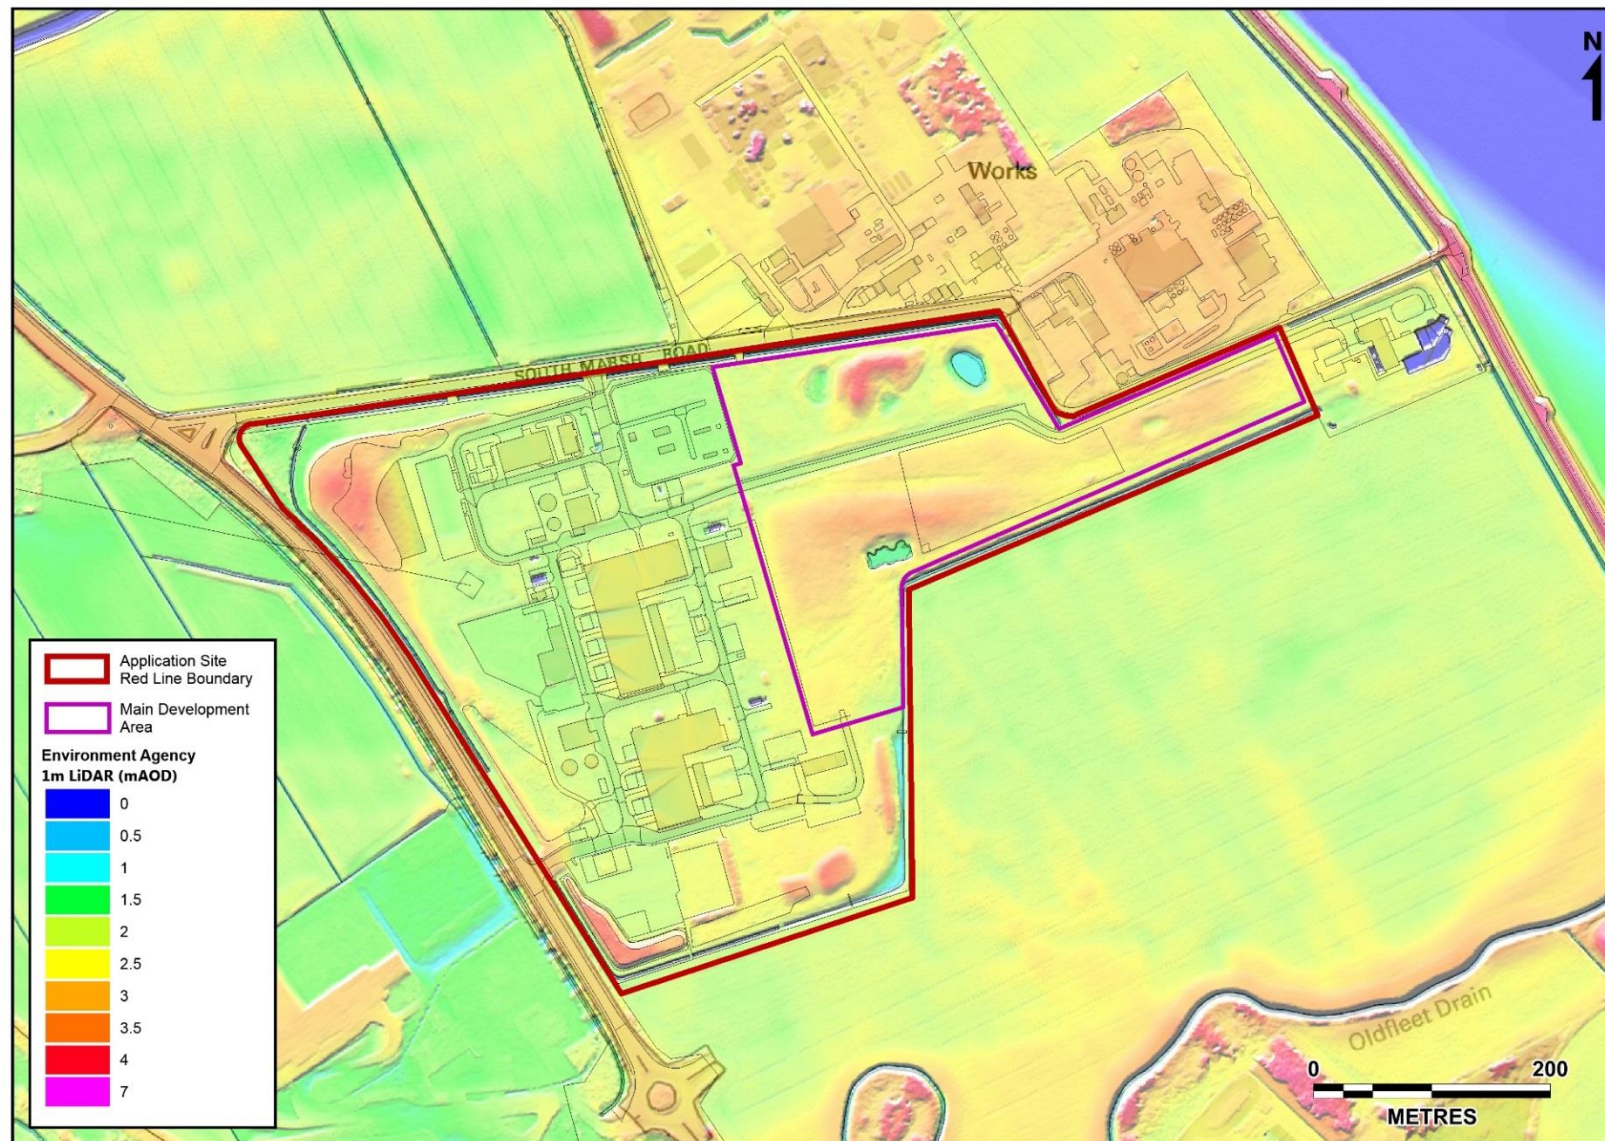 N
Works
SOUTH MARSH ROAD
Application Site
Red Line Boundary
Main Development
Area
Environment Agency
1m LiDAR (mAOD)
0
0.5
1
1.5
2
2.5
3
3.5
4
7
Oldfleet Drain
0 200
METRES